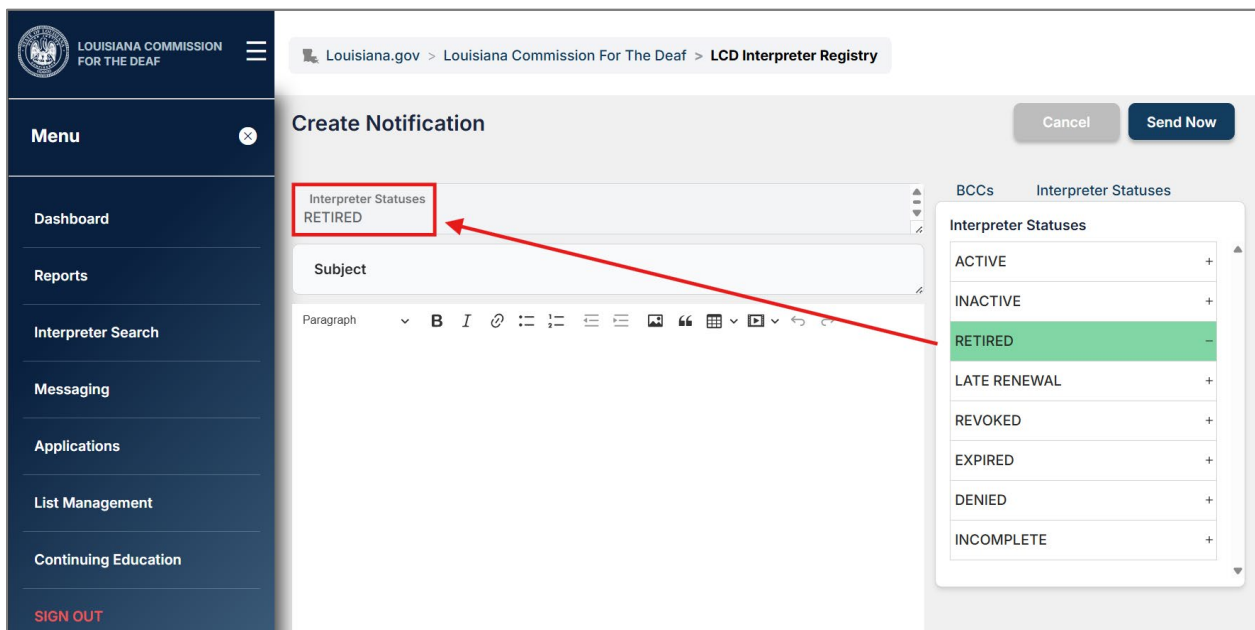 LOUISIANA COMMISSION
FOR THE DEAF
Louisiana.gov > Louisiana Commission For The Deaf > LCD Interpreter Registry
Menu
Dashboard
Reports
Interpreter Search
Messaging
Applications
List Management
Continuing Education
SIGN OUT
Create Notification
Cancel
Send Now
Interpreter Statuses
RETIRED
Subject
Paragraph
BCCs Interpreter Statuses
Interpreter Statuses
ACTIVE +
INACTIVE +
RETIRED −
LATE RENEWAL +
REVOKED +
EXPIRED +
DENIED +
INCOMPLETE +